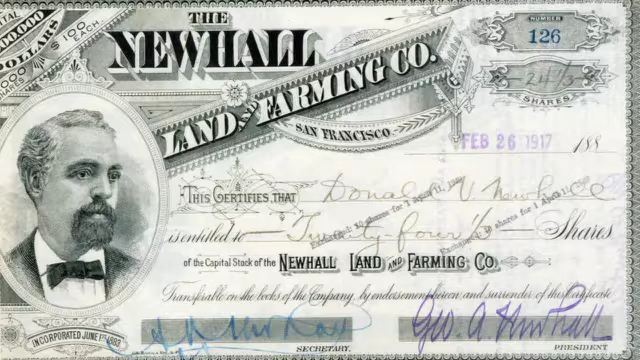 THE
NEWHALL
LAND AND FARMING CO.
SAN FRANCISCO
NUMBER
126
24 1/3
SHARES
$100 EACH
DOLLARS
FEB 26 1917 188
THIS CERTIFIES THAT Donald V. Newhall
is entitled to Twenty four 1/3 Shares
of the Capital Stock of the NEWHALL LAND AND FARMING CO.
Transferable on the books of the Company, by endorsement hereon and surrender of this Certificate
INCORPORATED JUNE 1st 1883
Geo. A Newhall
SECRETARY.
PRESIDENT